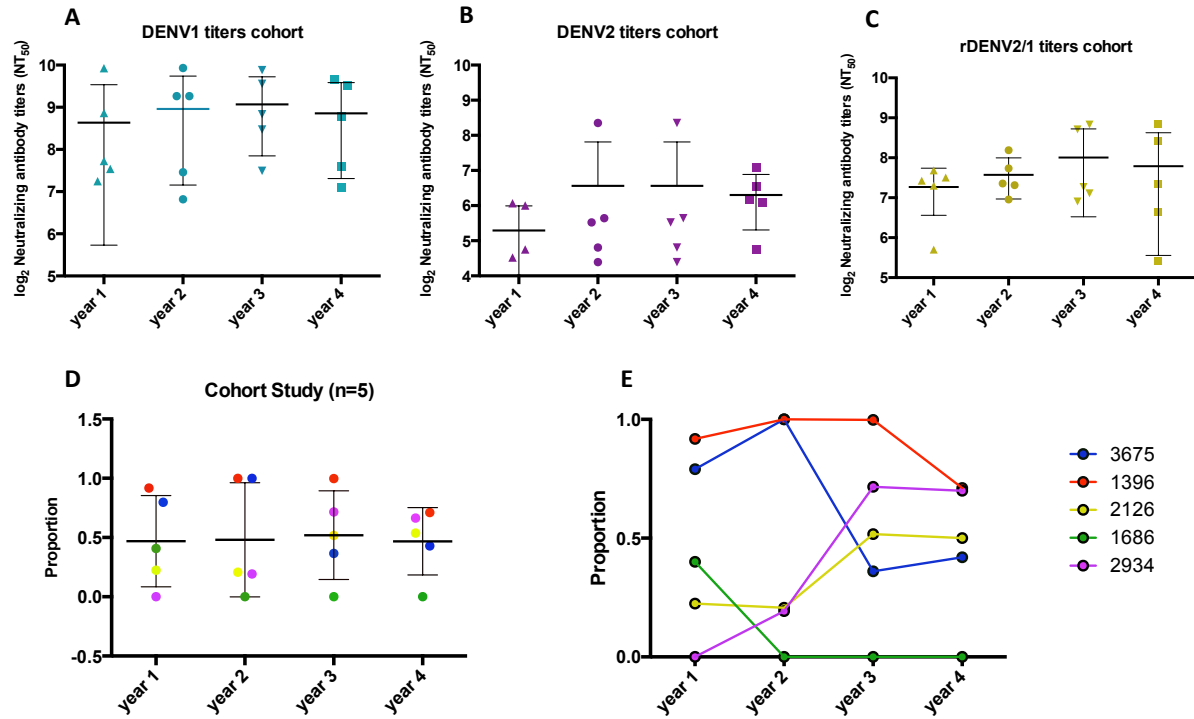 A
DENV1 titers cohort
log2 Neutralizing antibody titers (NT50)
10
9
8
7
6
5
year 1
year 2
year 3
year 4
B
DENV2 titers cohort
log2 Neutralizing antibody titers (NT50)
10
9
8
7
6
5
4
year 1
year 2
year 3
year 4
C
rDENV2/1 titers cohort
log2 Neutralizing antibody titers (NT50)
10
9
8
7
6
5
year 1
year 2
year 3
year 4
D
Cohort Study (n=5)
Proportion
1.5
1.0
0.5
0.0
-0.5
year 1
year 2
year 3
year 4
E
Proportion
1.0
0.5
0.0
year 1
year 2
year 3
year 4
3675
1396
2126
1686
2934